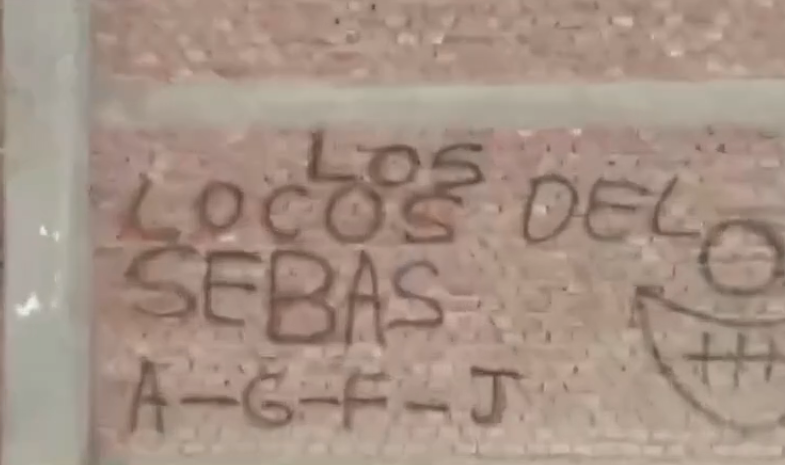 LOS
LOCOS DEL
SEBAS
A-G-F-J